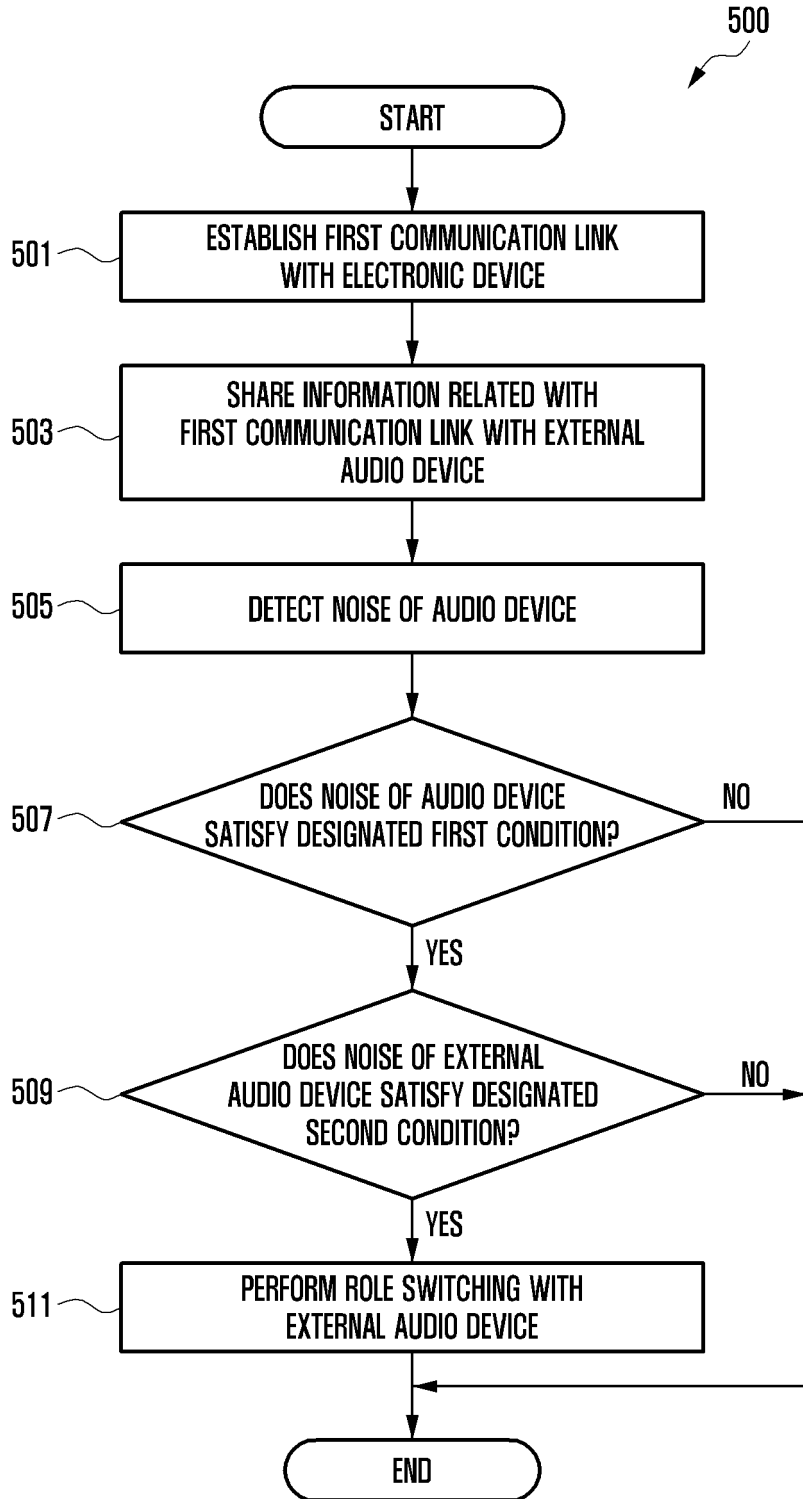 500
START
501
ESTABLISH FIRST COMMUNICATION LINK
WITH ELECTRONIC DEVICE
503
SHARE INFORMATION RELATED WITH
FIRST COMMUNICATION LINK WITH EXTERNAL
AUDIO DEVICE
505
DETECT NOISE OF AUDIO DEVICE
507
DOES NOISE OF AUDIO DEVICE
SATISFY DESIGNATED FIRST CONDITION?
NO
YES
509
DOES NOISE OF EXTERNAL
AUDIO DEVICE SATISFY DESIGNATED
SECOND CONDITION?
NO
YES
511
PERFORM ROLE SWITCHING WITH
EXTERNAL AUDIO DEVICE
END